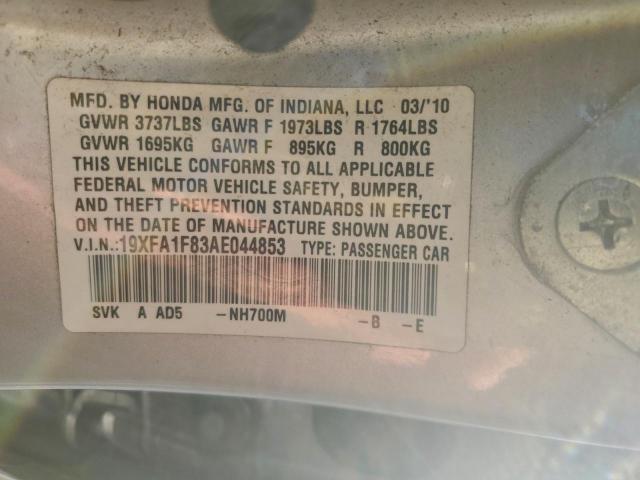 MFD. BY HONDA MFG. OF INDIANA, LLC 03/'10
GVWR 3737LBS GAWR F 1973LBS R 1764LBS
GVWR 1695KG GAWR F 895KG R 800KG
THIS VEHICLE CONFORMS TO ALL APPLICABLE
FEDERAL MOTOR VEHICLE SAFETY, BUMPER,
AND THEFT PREVENTION STANDARDS IN EFFECT
ON THE DATE OF MANUFACTURE SHOWN ABOVE.
V.I.N.:19XFA1F83AE044853 TYPE: PASSENGER CAR
SVK A AD5 -NH700M -B -E